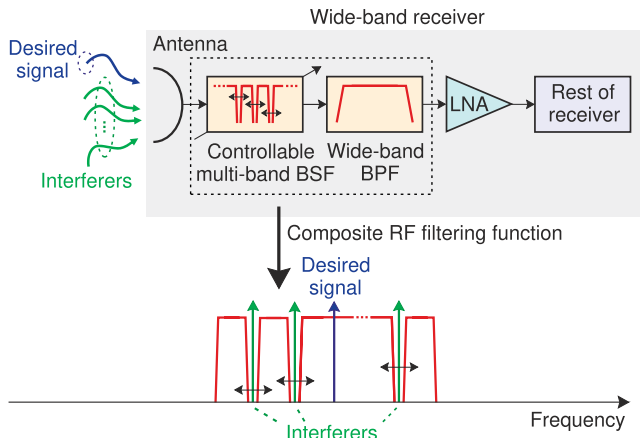 Wide-band receiver
Desired
signal
Antenna
LNA
Rest of
receiver
Controllable
multi-band BSF
Wide-band
BPF
Interferers
Composite RF filtering function
Desired
signal
Frequency
Interferers